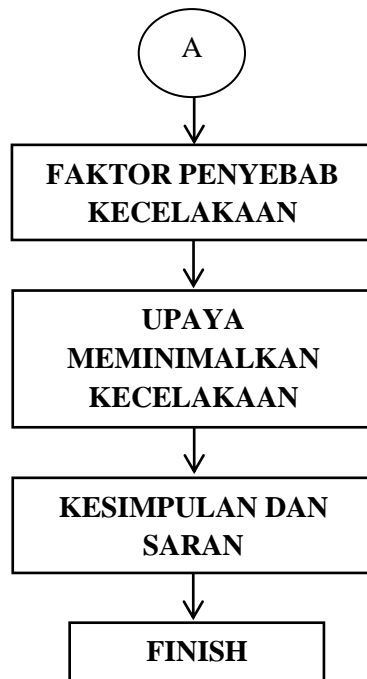 A
FAKTOR PENYEBAB
KECELAKAAN
UPAYA
MEMINIMALKAN
KECELAKAAN
KESIMPULAN DAN
SARAN
FINISH